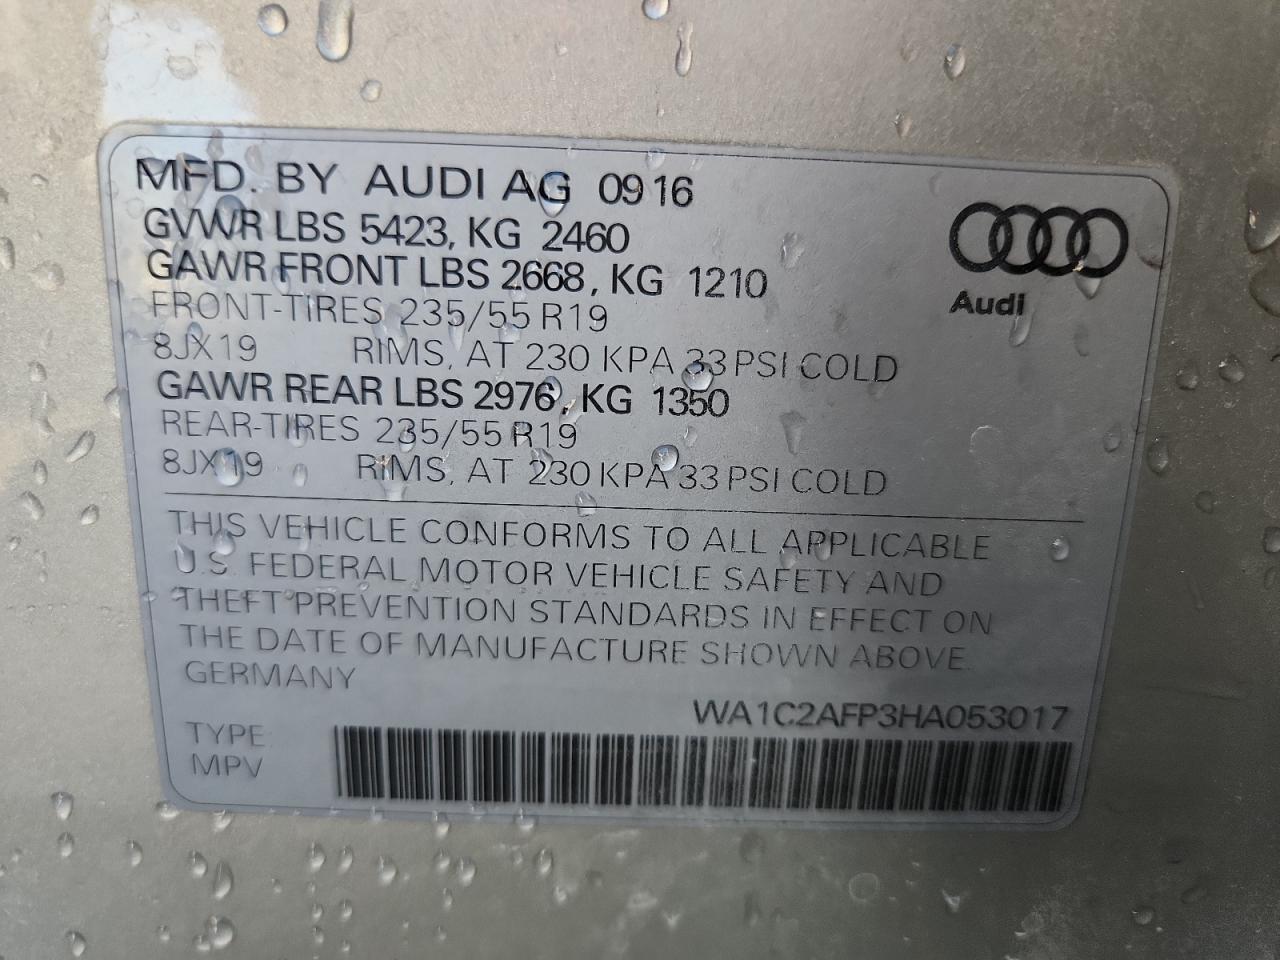 MFD. BY AUDI AG 09 16
GVWR LBS 5423, KG 2460
GAWR FRONT LBS 2668, KG 1210
FRONT-TIRES 235/55 R19
8JX19 RIMS, AT 230 KPA 33 PSI COLD
GAWR REAR LBS 2976, KG 1350
REAR-TIRES 235/55 R19
8JX19 RIMS, AT 230 KPA 33 PSI COLD
Audi
THIS VEHICLE CONFORMS TO ALL APPLICABLE
U.S. FEDERAL MOTOR VEHICLE SAFETY AND
THEFT PREVENTION STANDARDS IN EFFECT ON
THE DATE OF MANUFACTURE SHOWN ABOVE.
GERMANY
WA1C2AFP3HA053017
TYPE
MPV